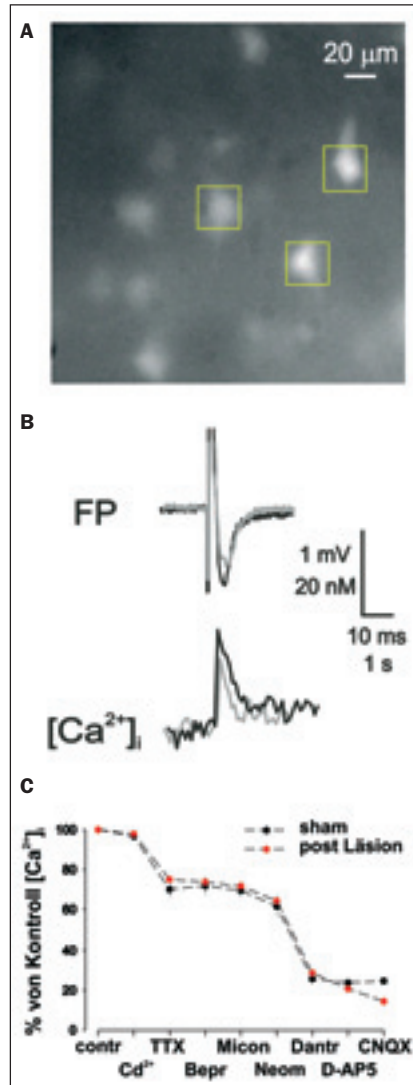 A
20 μm
B
FP
1 mV
20 nM
10 ms
1 s
[Ca²⁺]ᵢ
C
% von Kontroll [Ca²⁺]ᵢ
100
80
60
40
20
0
sham
post Läsion
contr TTX Micon Dantr CNQX
Cd²⁺ Bepr Neom D-AP5